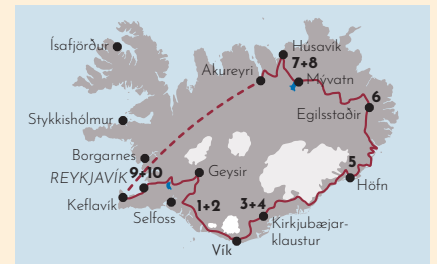 Ísafjörður
Húsavík
7+8
Akureyri
Mývatn
6
Egilsstaðir
Stykkishólmur
Borgarnes
REYKJAVÍK
9+10
Geysir
5
Höfn
Keflavík
Selfoss
1+2
3+4
Kirkjubæjar-
klaustur
Vík